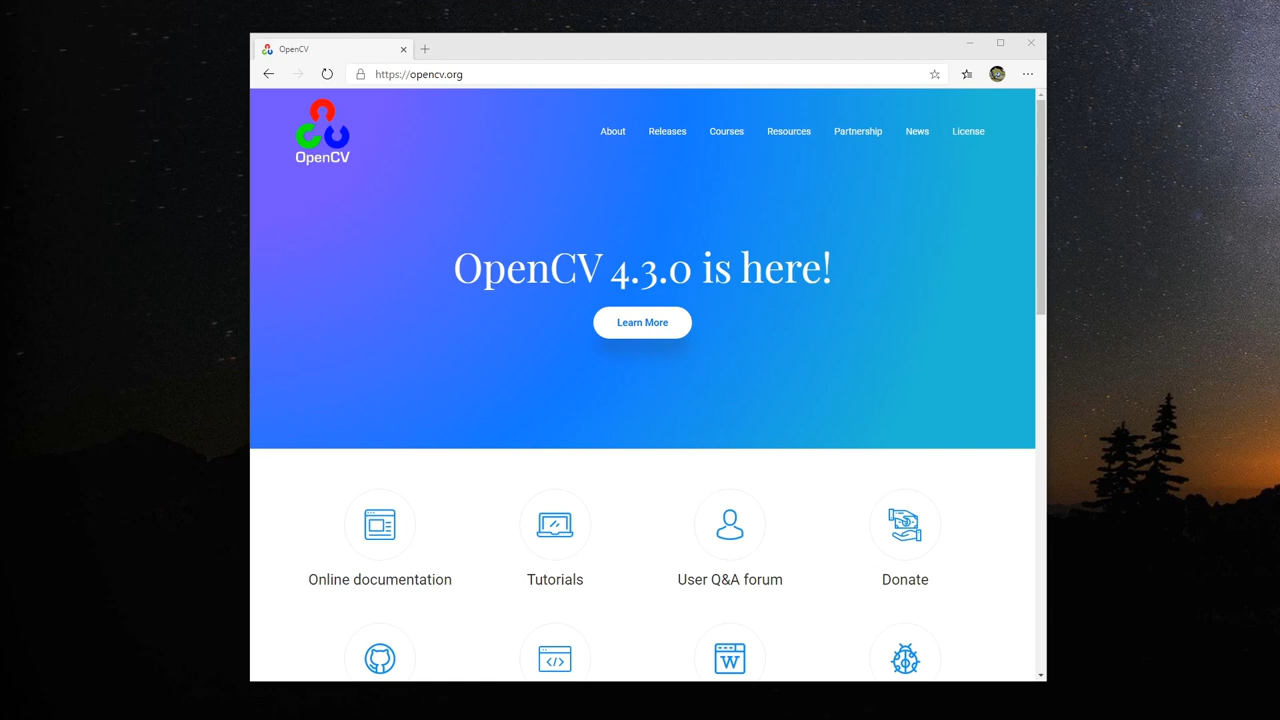 OpenCV
https://opencv.org
OpenCV
About Releases Courses Resources Partnership News License
OpenCV 4.3.0 is here!
Learn More
Online documentation Tutorials User Q&A forum Donate